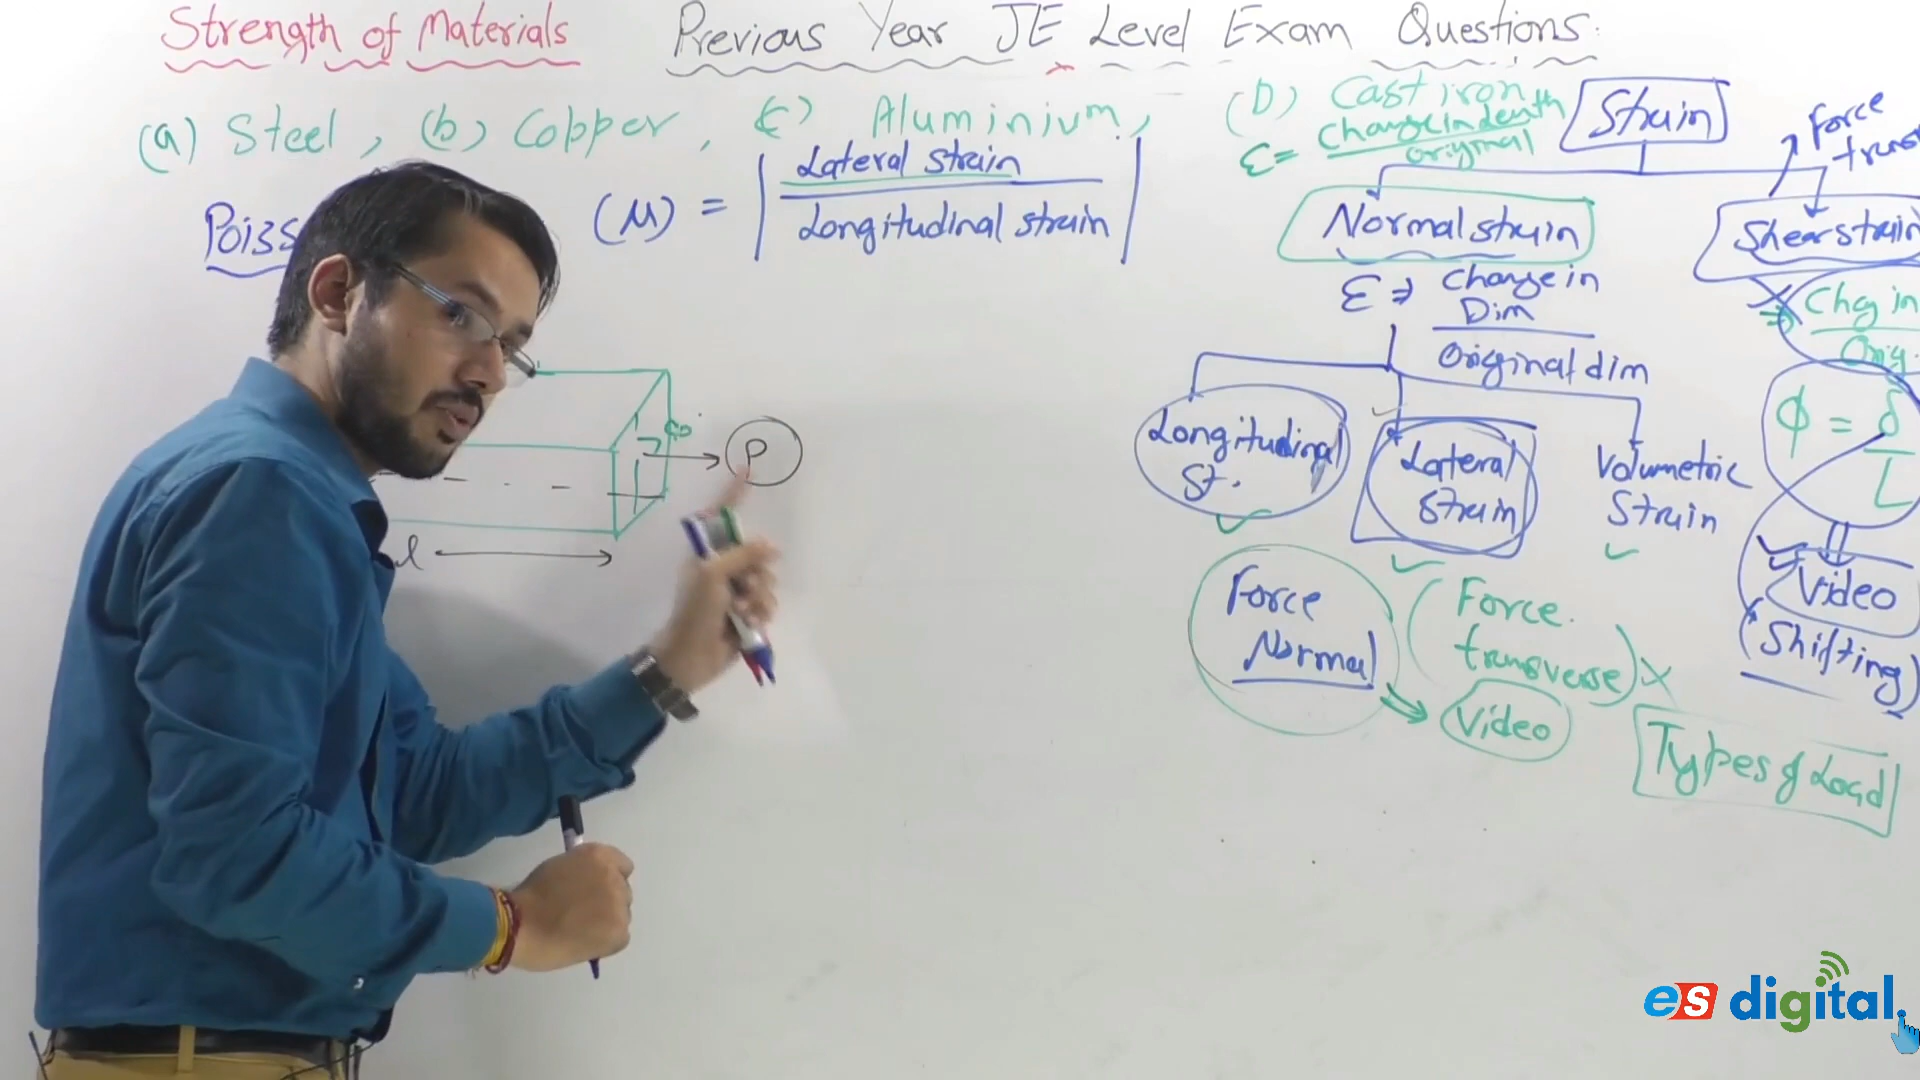 Strength of Materials Previous Year JE Level Exam Questions.
(a) Steel, (b) Copper, (c) Aluminium, (D) Cast iron
Poiss
(μ) = | Lateral strain
Longitudinal strain |
P
l
Strain
Force
ε = 
original
Normal strain
Shear strain
ε ⇒ Change in
Dim
Original dim
Chg in
Orig.
φ = δ
L
Longitudinal
St.
Lateral
Strain
Volumetric
Strain
Force
Normal
(Force
transverse) x
Video
Video
(Shifting)
Types of Load
es digital.